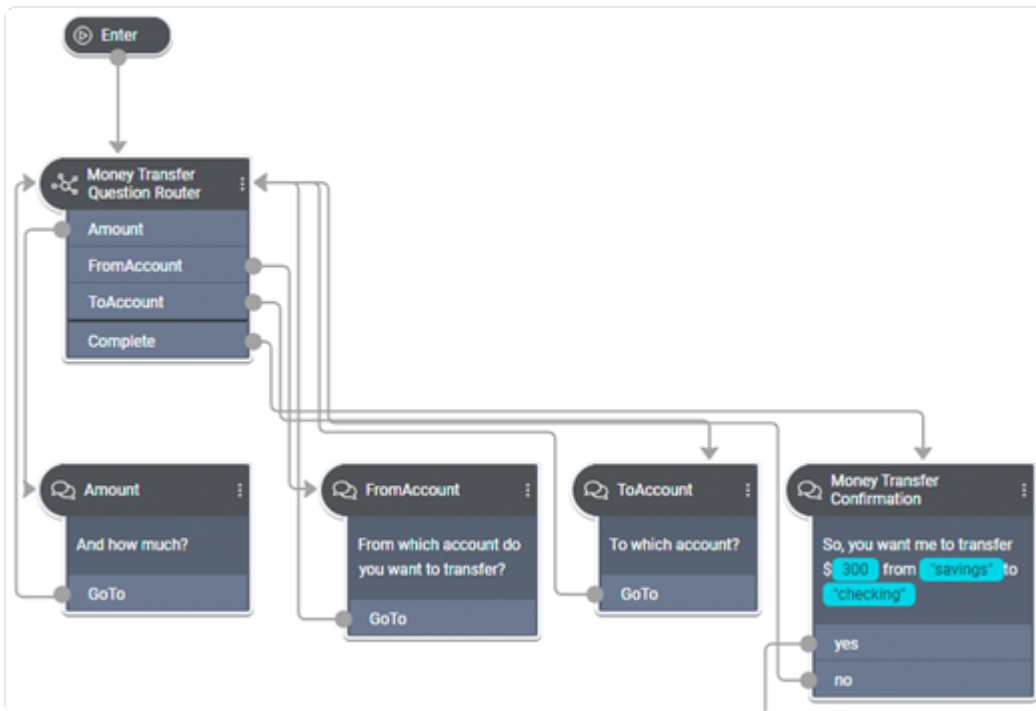 Enter
Money Transfer
Question Router
Amount
FromAccount
ToAccount
Complete
Amount
And how much?
GoTo
FromAccount
From which account do
you want to transfer?
GoTo
ToAccount
To which account?
GoTo
Money Transfer
Confirmation
So, you want me to transfer
$ 300 from "savings" to
"checking"
yes
no